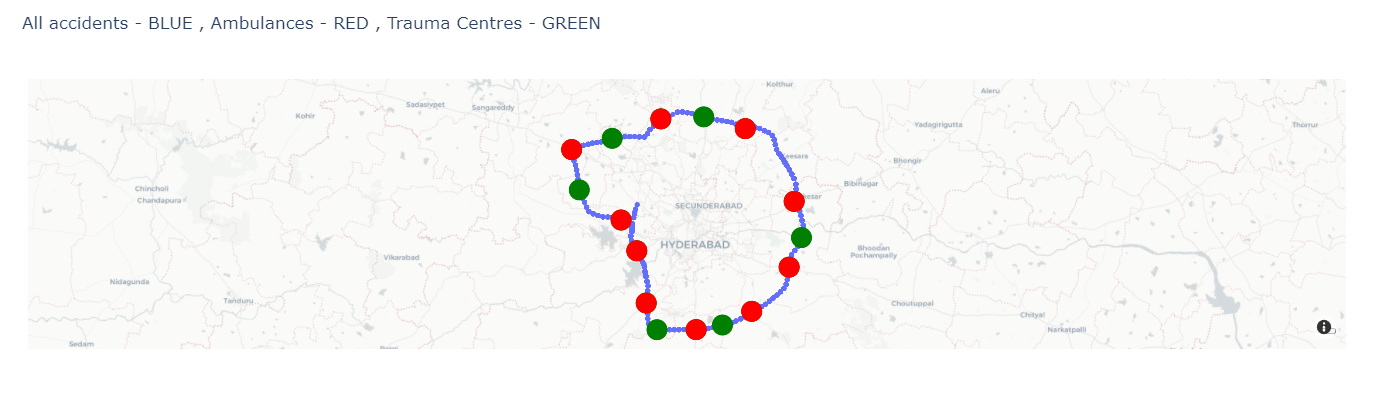 All accidents - BLUE , Ambulances - RED , Trauma Centres - GREEN
Kolthur
Aleru
Sadasivpet
Sangareddy
Kohir
Yadagirigutta
Thorrur
Bhongir
Bibinagar
Chincholi
Chandapura
SECUNDERABAD
HYDERABAD
Bhoodan
Pochampally
Vikarabad
Nidagunda
Tanduru
Choutuppal
Chityal
Narkatpalli
Sedam